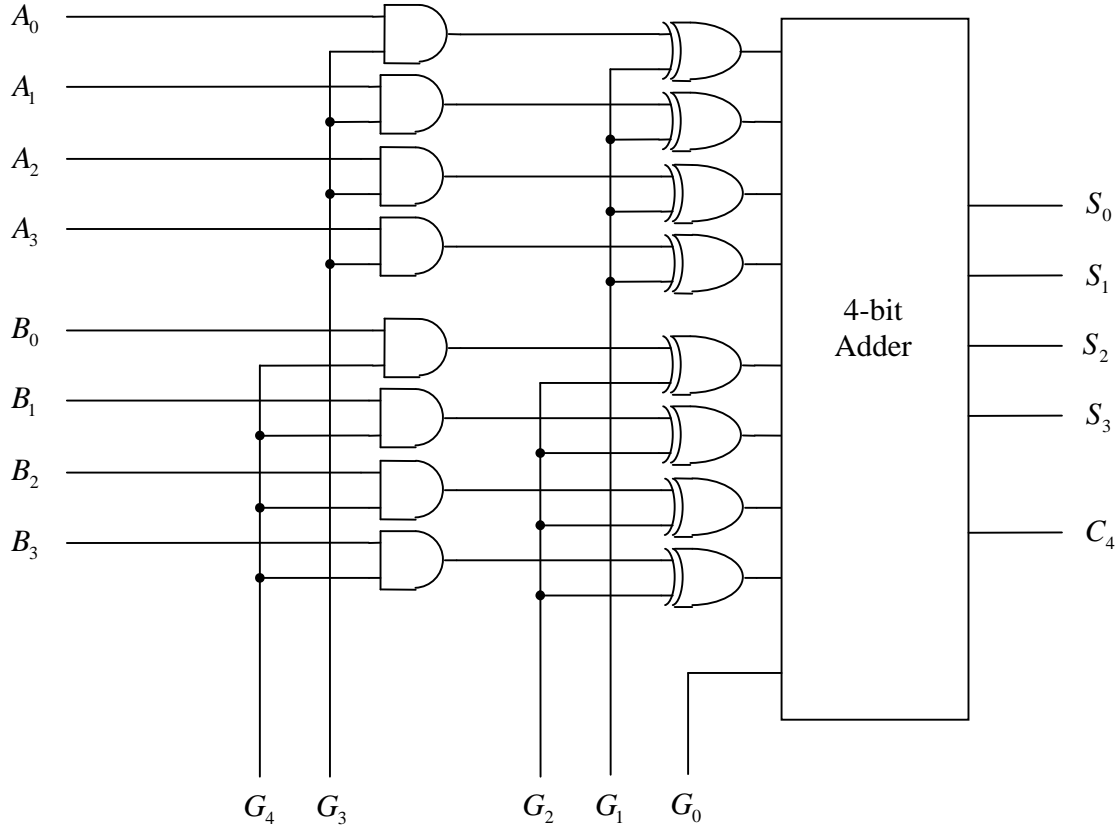 A₀
A₁
A₂
A₃
B₀
B₁
B₂
B₃
4-bit
Adder
S₀
S₁
S₂
S₃
C₄
G₄ G₃ G₂ G₁ G₀